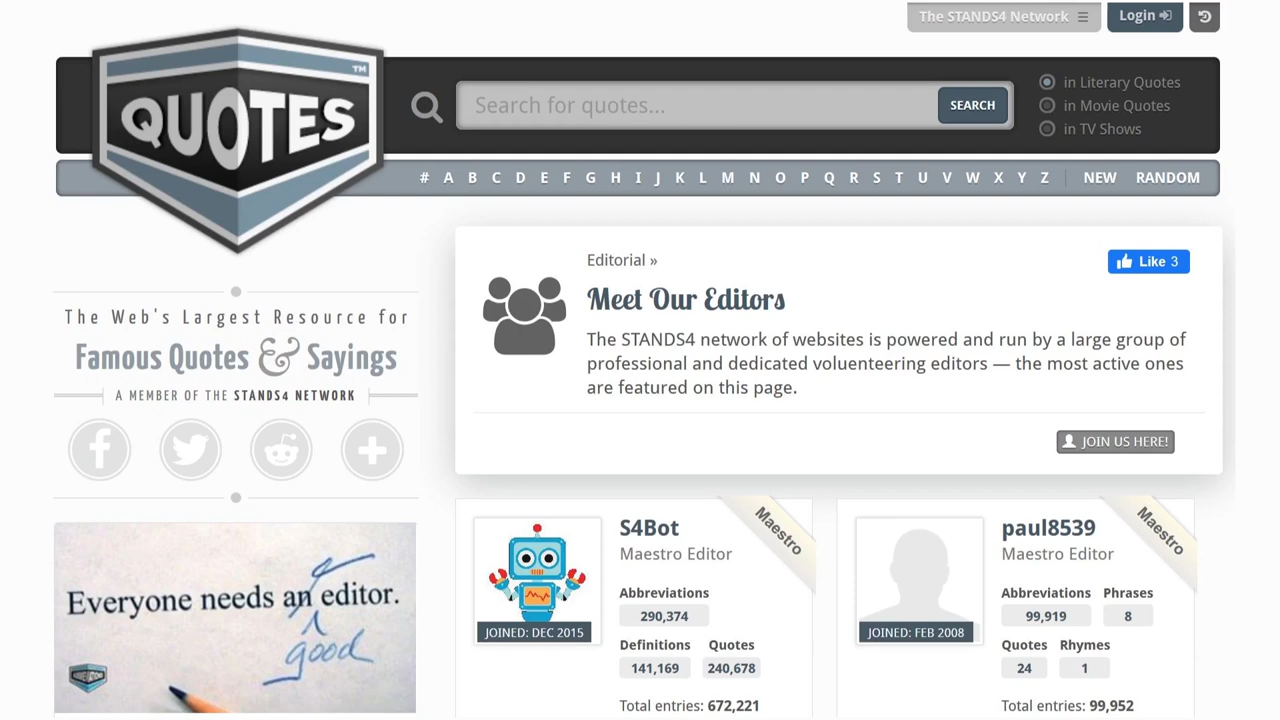 The STANDS4 Network
Login
QUOTES
™
Search for quotes...
SEARCH
in Literary Quotes
in Movie Quotes
in TV Shows
# A B C D E F G H I J K L M N O P Q R S T U V W X Y Z NEW RANDOM
The Web's Largest Resource for
Famous Quotes & Sayings
A MEMBER OF THE STANDS4 NETWORK
Everyone needs an editor.
good
Editorial »
Like 3
Meet Our Editors
The STANDS4 network of websites is powered and run by a large group of
professional and dedicated voluenteering editors — the most active ones
are featured on this page.
JOIN US HERE!
S4Bot
Maestro
Maestro Editor
JOINED: DEC 2015
Abbreviations
290,374
Definitions Quotes
141,169 240,678
Total entries: 672,221
paul8539
Maestro
Maestro Editor
JOINED: FEB 2008
Abbreviations Phrases
99,919 8
Quotes Rhymes
24 1
Total entries: 99,952